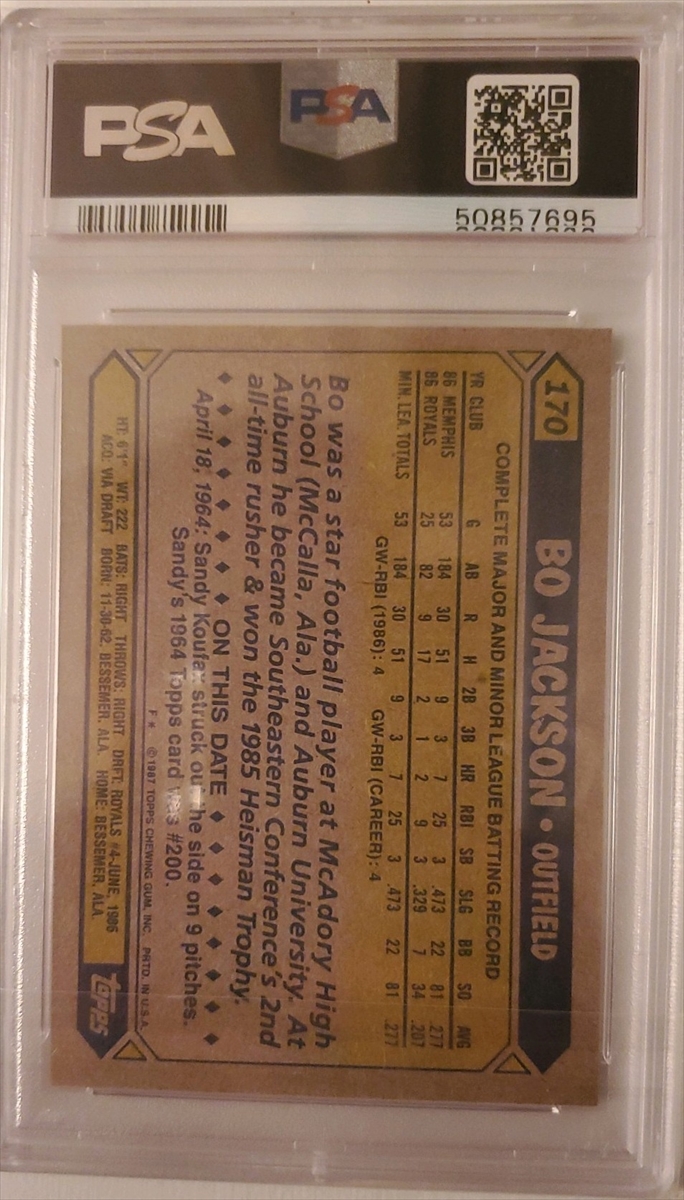 PSA
PSA
50857695
170
BO JACKSON • OUTFIELD
COMPLETE MAJOR AND MINOR LEAGUE BATTING RECORD
YR CLUB G AB R H 2B 3B HR RBI SB SLG BB SO AVG
86 MEMPHIS 53 184 30 51 9 3 7 25 3 .473 22 81 .277
86 ROYALS 25 82 9 17 2 1 2 9 3 .329 7 34 .207
MIN. LEA. TOTALS 53 184 30 51 9 3 7 25 3 .473 22 81 .277
GW-RBI (1986): 4 GW-RBI (CAREER): 4
Bo was a star football player at McAdory High
School (McCalla, Ala.) and Auburn University. At
Auburn he became Southeastern Conference's 2nd
all-time rusher & won the 1985 Heisman Trophy.
♦ ♦ ♦ ♦ ♦ ♦ ♦ ♦ ON THIS DATE ♦ ♦ ♦ ♦ ♦ ♦ ♦ ♦
April 18, 1964: Sandy Koufax struck out the side on 9 pitches.
Sandy's 1964 Topps card was #200.
F* © 1987 TOPPS CHEWING GUM, INC. PRTD. IN U.S.A.
HT: 6'1" WT: 222 BATS: RIGHT THROWS: RIGHT DRFT: ROYALS #4-JUNE, 1986
ACQ: VIA DRAFT BORN: 11-30-62, BESSEMER, ALA. HOME: BESSEMER, ALA.
TOPPS